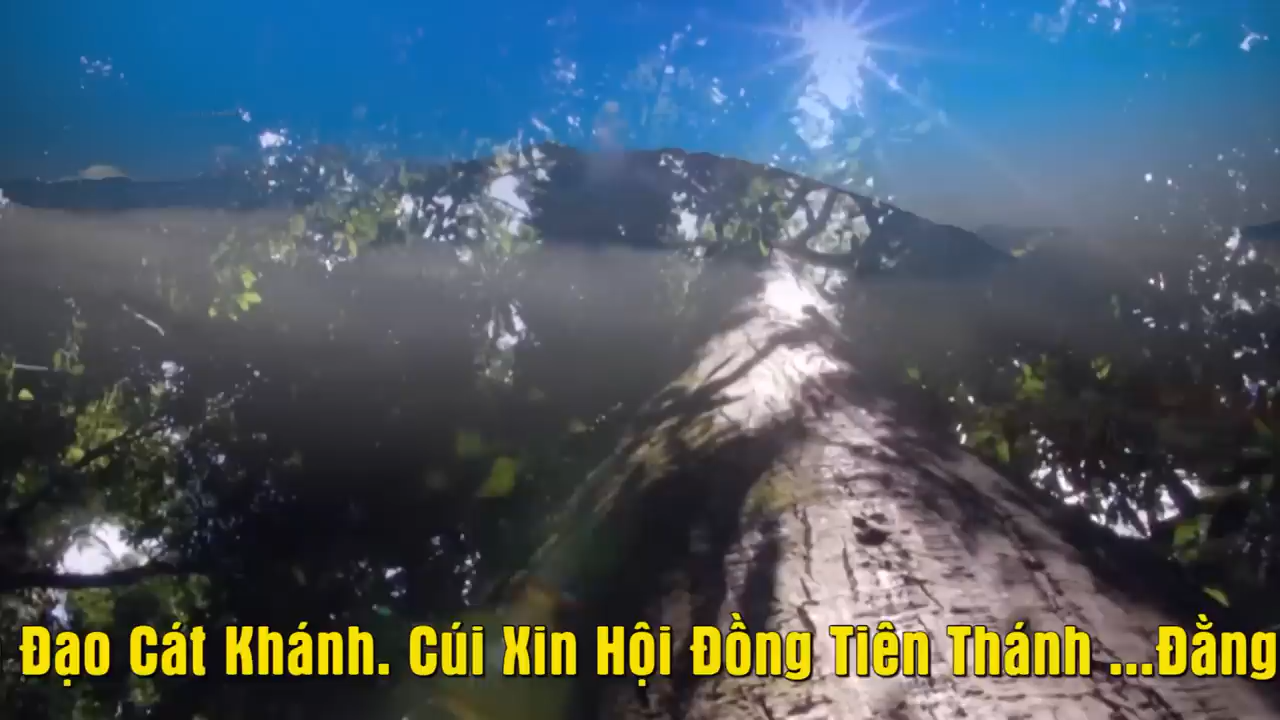 Đạo Cát Khánh. Cúi Xin Hội Đồng Tiên Thánh ...Đằng